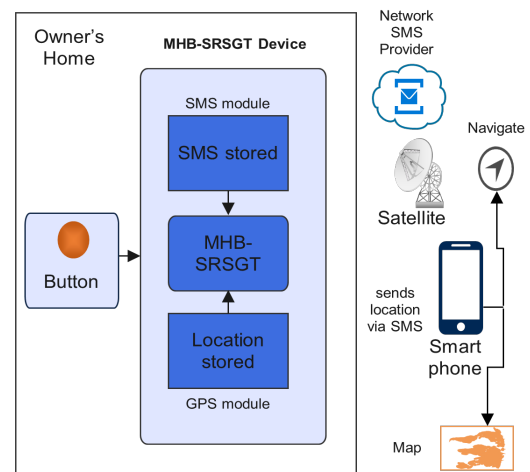 Owner's
Home
MHB-SRSGT Device
SMS module
SMS stored
MHB-
SRSGT
Button
Location
stored
GPS module
Network
SMS
Provider
Navigate
Satellite
sends
location
via SMS
Smart
phone
Map